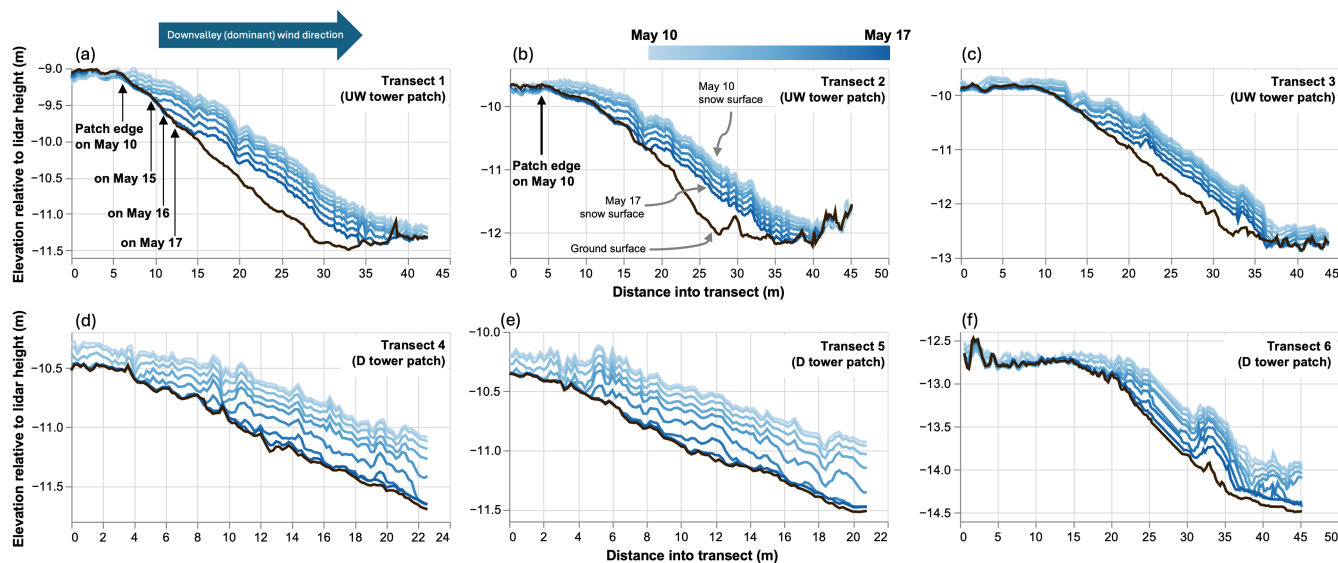 Downvalley (dominant) wind direction
May 10
May 17
(a)
Transect 1
(UW tower patch)
Patch edge
on May 10
on May 15
on May 16
on May 17
Elevation relative to lidar height (m)
−9.0
−9.5
−10.0
−10.5
−11.0
−11.5
0 5 10 15 20 25 30 35 40 45
(b)
Transect 2
(UW tower patch)
May 10
snow surface
Patch edge
on May 10
May 17
snow surface
Ground surface
−10
−11
−12
0 5 10 15 20 25 30 35 40 45 50
Distance into transect (m)
(c)
Transect 3
(UW tower patch)
−10
−11
−12
−13
0 5 10 15 20 25 30 35 40 45
(d)
Transect 4
(D tower patch)
Elevation relative to lidar height (m)
−10.5
−11.0
−11.5
0 2 4 6 8 10 12 14 16 18 20 22 24
(e)
Transect 5
(D tower patch)
−10.0
−10.5
−11.0
−11.5
0 2 4 6 8 10 12 14 16 18 20 22
Distance into transect (m)
(f)
Transect 6
(D tower patch)
−12.5
−13.0
−13.5
−14.0
−14.5
0 5 10 15 20 25 30 35 40 45 50